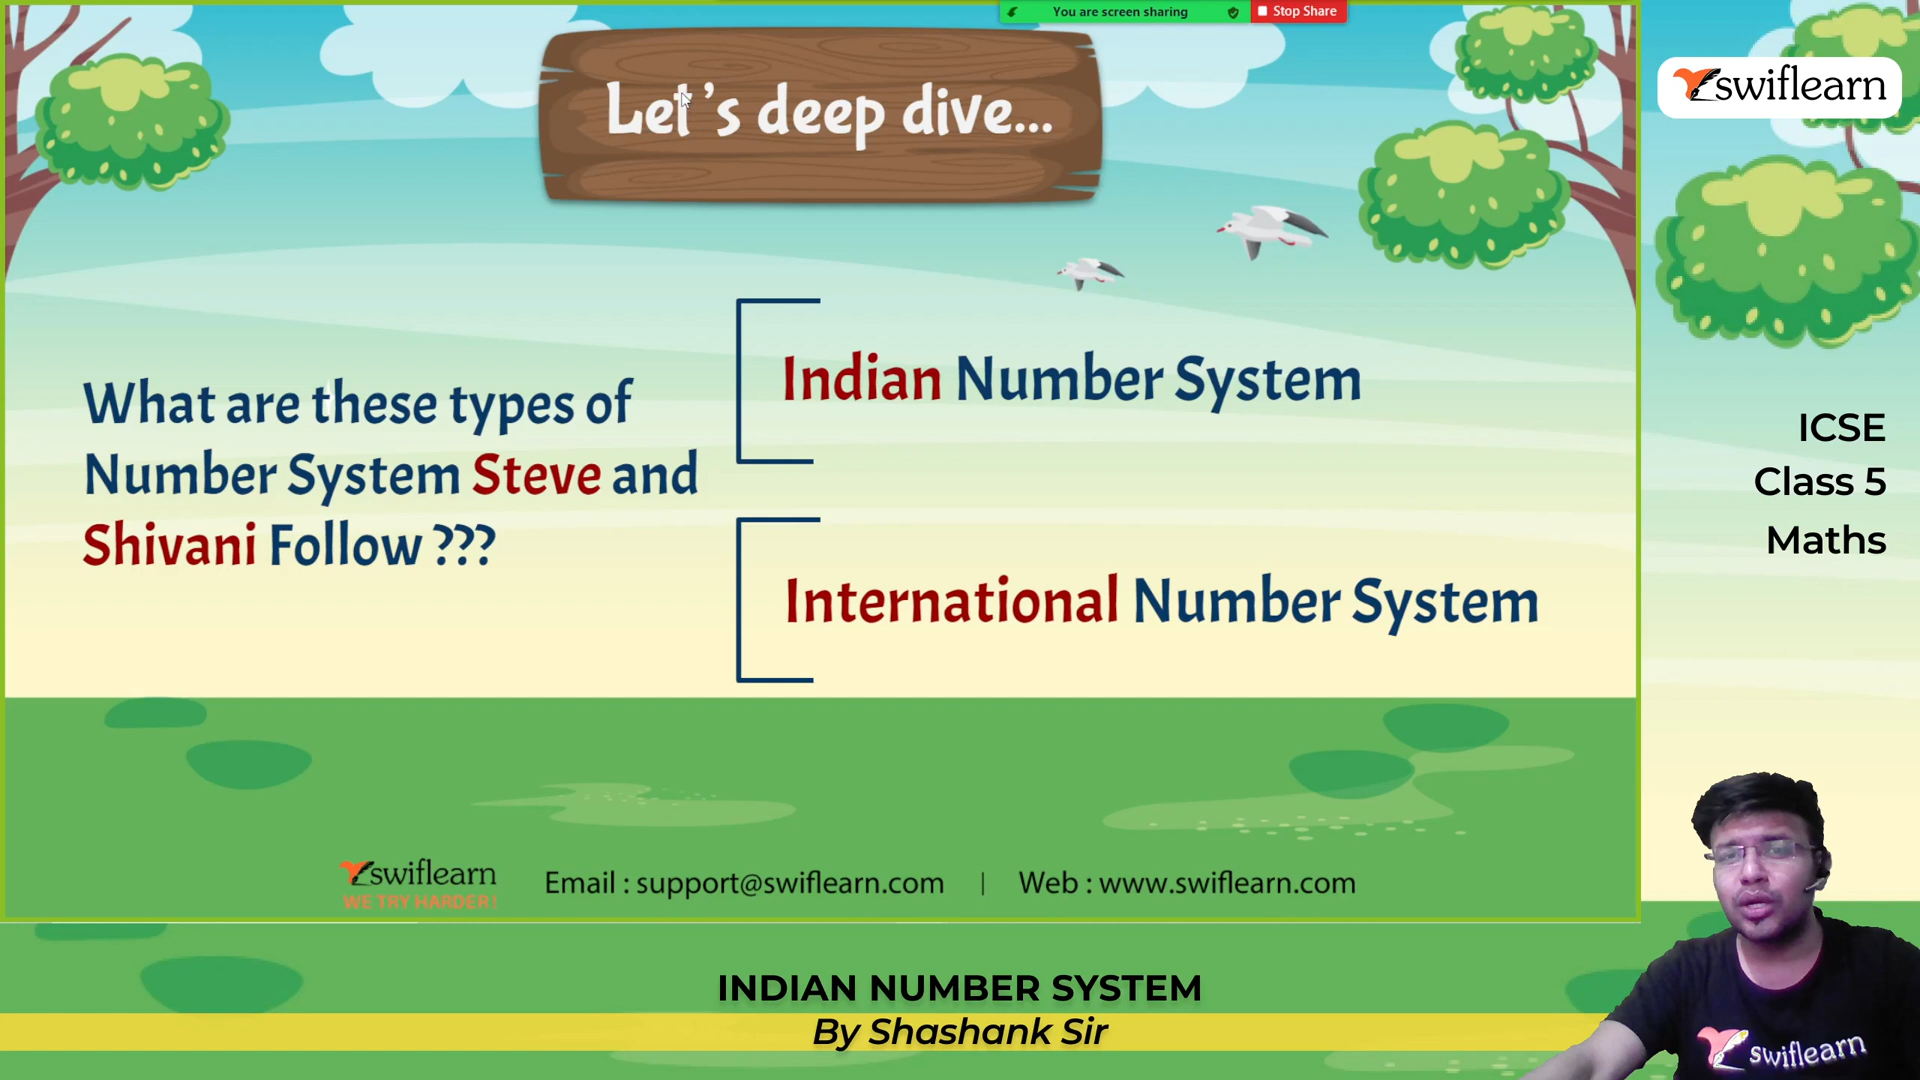 You are screen sharing
Stop Share
Let's deep dive...
swiflearn
What are these types of
Number System Steve and
Shivani Follow ???
Indian Number System
International Number System
ICSE
Class 5
Maths
swiflearn
WE TRY HARDER!
Email : support@swiflearn.com | Web : www.swiflearn.com
INDIAN NUMBER SYSTEM
By Shashank Sir
swiflearn